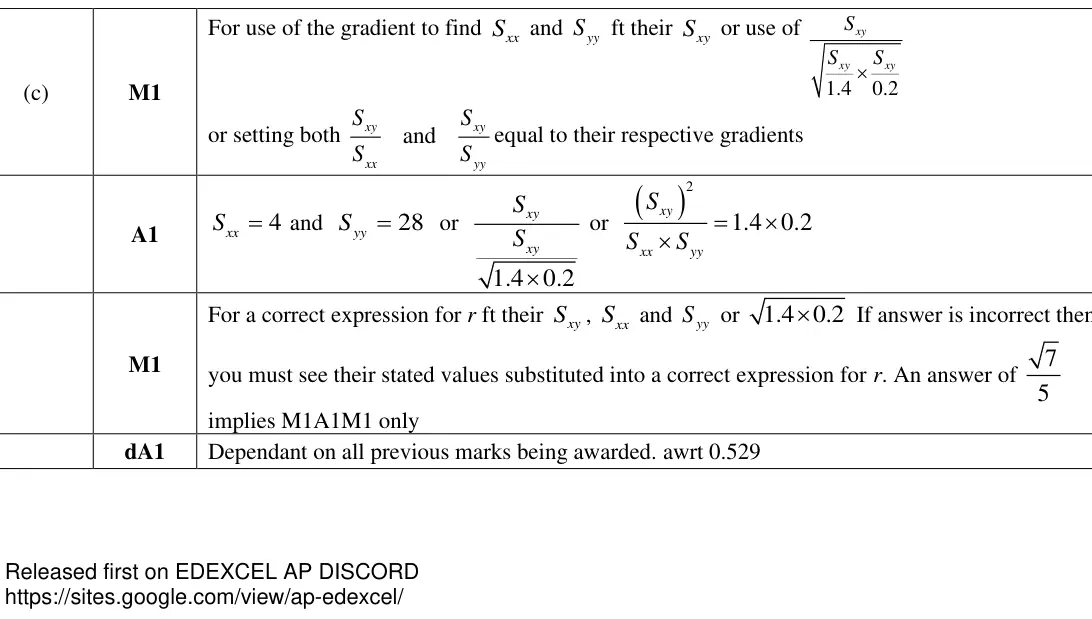 (c) M1 For use of the gradient to find S_xx and S_yy ft their S_xy or use of S_xy / √(S_xy/1.4 × S_xy/0.2)
or setting both S_xy/S_xx and S_xy/S_yy equal to their respective gradients
A1 S_xx = 4 and S_yy = 28 or S_xy / (S_xy/√(1.4×0.2)) or (S_xy)²/(S_xx × S_yy) = 1.4×0.2
M1 For a correct expression for r ft their S_xy , S_xx and S_yy or √(1.4×0.2) If answer is incorrect then
you must see their stated values substituted into a correct expression for r. An answer of √7/5
implies M1A1M1 only
dA1 Dependant on all previous marks being awarded. awrt 0.529
Released first on EDEXCEL AP DISCORD
https://sites.google.com/view/ap-edexcel/